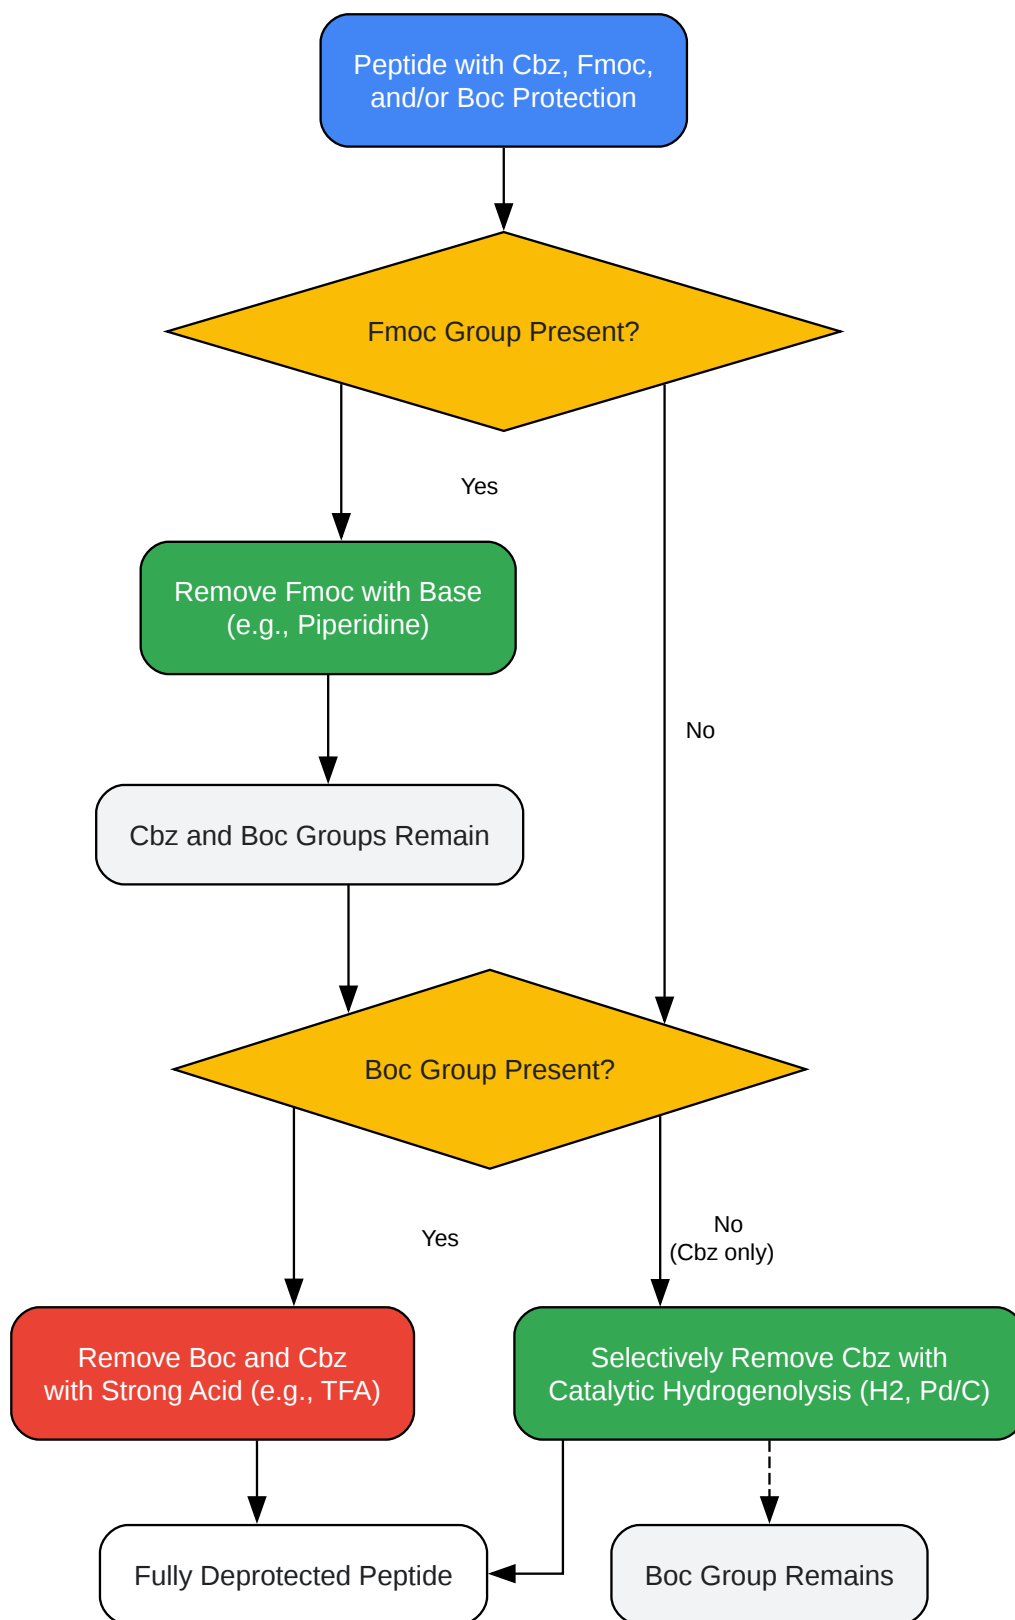 Peptide with Cbz, Fmoc,
and/or Boc Protection
Fmoc Group Present?
Yes
Remove Fmoc with Base
(e.g., Piperidine)
No
Cbz and Boc Groups Remain
Boc Group Present?
Yes
No
(Cbz only)
Remove Boc and Cbz
with Strong Acid (e.g., TFA)
Selectively Remove Cbz with
Catalytic Hydrogenolysis (H2, Pd/C)
Fully Deprotected Peptide
Boc Group Remains